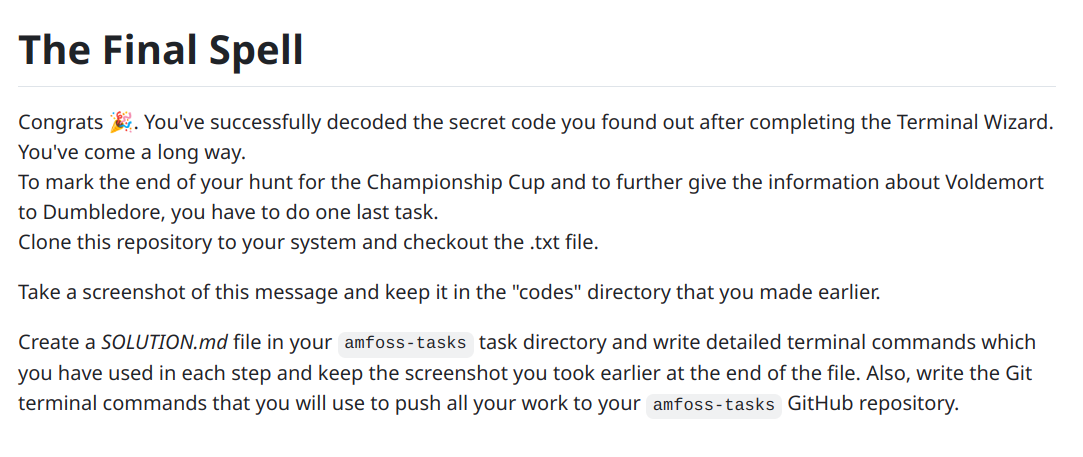 The Final Spell
Congrats 🎉. You've successfully decoded the secret code you found out after completing the Terminal Wizard.
You've come a long way.
To mark the end of your hunt for the Championship Cup and to further give the information about Voldemort
to Dumbledore, you have to do one last task.
Clone this repository to your system and checkout the .txt file.
Take a screenshot of this message and keep it in the "codes" directory that you made earlier.
Create a SOLUTION.md file in your amfoss-tasks task directory and write detailed terminal commands which
you have used in each step and keep the screenshot you took earlier at the end of the file. Also, write the Git
terminal commands that you will use to push all your work to your amfoss-tasks GitHub repository.